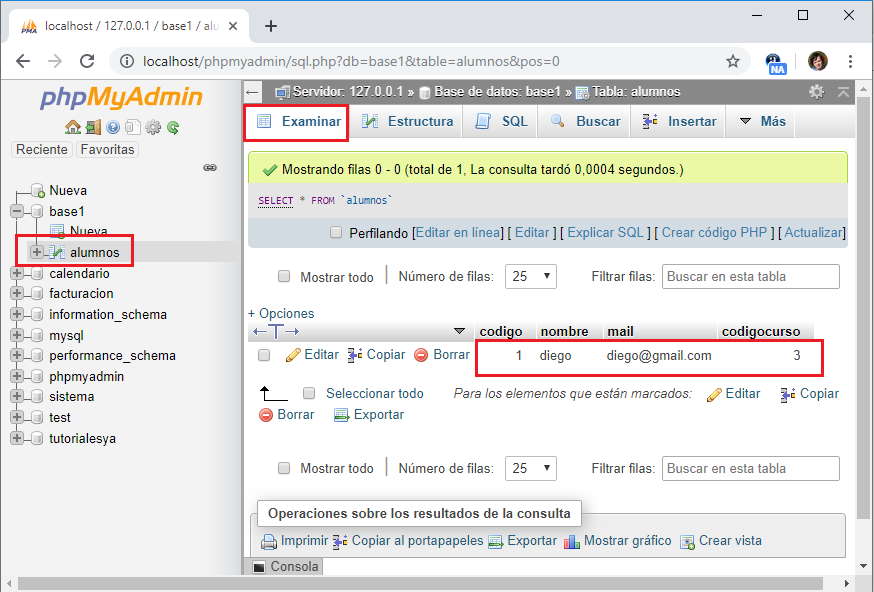 localhost / 127.0.0.1 / base1 / alu
localhost/phpmyadmin/sql.php?db=base1&table=alumnos&pos=0
NA
phpMyAdmin
Reciente Favoritas
Nueva
base1
Nueva
alumnos
calendario
facturacion
information_schema
mysql
performance_schema
phpmyadmin
sistema
test
tutorialesya
Servidor: 127.0.0.1 » Base de datos: base1 » Tabla: alumnos
Examinar Estructura SQL Buscar Insertar Más
Mostrando filas 0 - 0 (total de 1, La consulta tardó 0,0004 segundos.)
SELECT * FROM `alumnos`
Perfilando [Editar en línea] [ Editar ] [ Explicar SQL ] [ Crear código PHP ] [ Actualizar]
Mostrar todo | Número de filas: 25 Filtrar filas: Buscar en esta tabla
+ Opciones
←T→ codigo nombre mail codigocurso
Editar Copiar Borrar 1 diego diego@gmail.com 3
Seleccionar todo Para los elementos que están marcados: Editar Copiar
Borrar Exportar
Mostrar todo | Número de filas: 25 Filtrar filas: Buscar en esta tabla
Operaciones sobre los resultados de la consulta
Imprimir Copiar al portapapeles Exportar Mostrar gráfico Crear vista
Consola